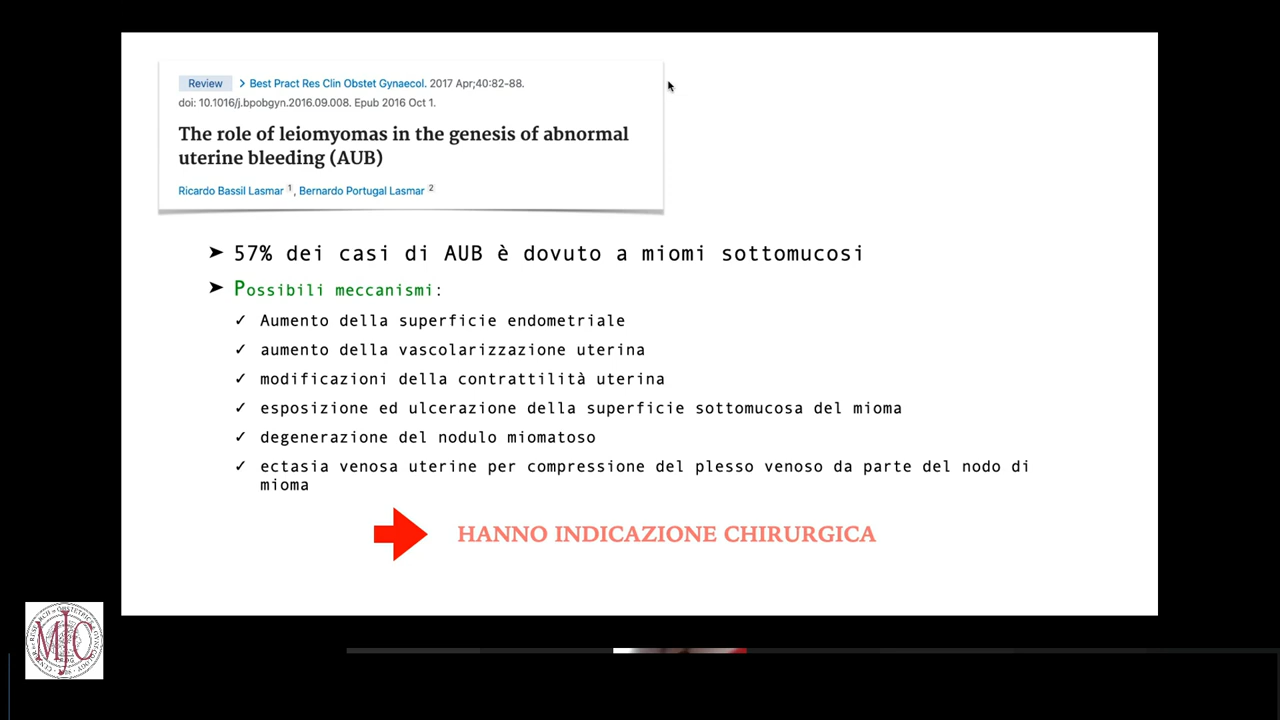 Review > Best Pract Res Clin Obstet Gynaecol. 2017 Apr;40:82-88.
doi: 10.1016/j.bpobgyn.2016.09.008. Epub 2016 Oct 1.
The role of leiomyomas in the genesis of abnormal
uterine bleeding (AUB)
Ricardo Bassil Lasmar 1, Bernardo Portugal Lasmar 2
➤ 57% dei casi di AUB è dovuto a miomi sottomucosi
➤ Possibili meccanismi:
✓ Aumento della superficie endometriale
✓ aumento della vascolarizzazione uterina
✓ modificazioni della contrattilità uterina
✓ esposizione ed ulcerazione della superficie sottomucosa del mioma
✓ degenerazione del nodulo miomatoso
✓ ectasia venosa uterine per compressione del plesso venoso da parte del nodo di
mioma
HANNO INDICAZIONE CHIRURGICA
MJC